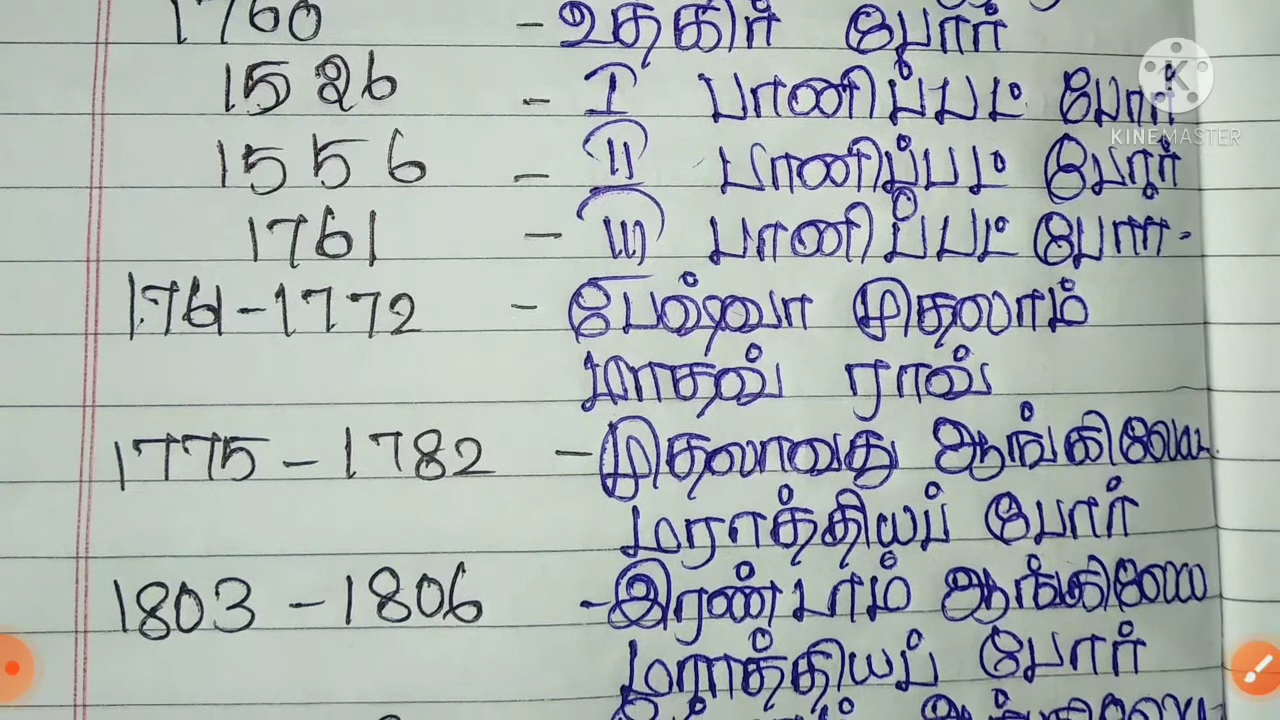 1760 - உதகிர் போர்
1526 - I பானிப்பட் போர்
K
KINEMASTER
1556 - II பானிப்பட் போர்
1761 - III பானிப்பட் போர்
1761-1772 - பேஷ்வா முதலாம்
மாதவ் ராவ்
1775 - 1782 - முதலாவது ஆங்கிலேய
மராத்தியப் போர்
1803 - 1806 - இரண்டாம் ஆங்கிலேய
மராத்தியப் போர்